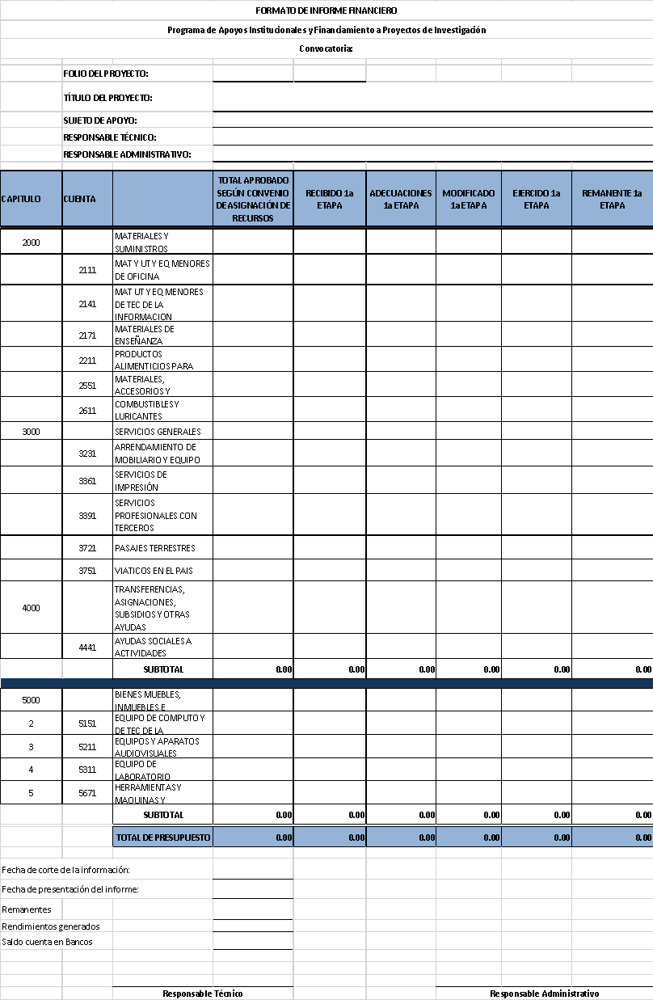 FORMATO DE INFORME FINANCIERO
Programa de Apoyos Institucionales y Financiamiento a Proyectos de Investigación
Convocatoria:
FOLIO DEL PROYECTO:
TÍTULO DEL PROYECTO:
SUJETO DE APOYO:
RESPONSABLE TÉCNICO:
RESPONSABLE ADMINISTRATIVO:
CAPITULO CUENTA TOTAL APROBADO SEGÚN CONVENIO DE ASIGNACIÓN DE RECURSOS RECIBIDO 1a ETAPA ADECUACIONES 1a ETAPA MODIFICADO 1a ETAPA EJERCIDO 1a ETAPA REMANENTE 1a ETAPA
2000 MATERIALES Y
SUMINISTROS
2111 MAT Y UT Y EQ MENORES
DE OFICINA
2141 MAT UT Y EQ MENORES
DE TEC DE LA
INFORMACION
2171 MATERIALES DE
ENSEÑANZA
2211 PRODUCTOS
ALIMENTICIOS PARA
2551 MATERIALES,
ACCESORIOS Y
2611 COMBUSTIBLES Y
LURICANTES
3000 SERVICIOS GENERALES
3231 ARRENDAMIENTO DE
MOBILIARIO Y EQUIPO
3361 SERVICIOS DE
IMPRESIÓN
3391 SERVICIOS
PROFESIONALES CON
TERCEROS
3721 PASAJES TERRESTRES
3751 VIATICOS EN EL PAIS
4000 TRANSFERENCIAS,
ASIGNACIONES,
SUBSIDIOS Y OTRAS
AYUDAS
4441 AYUDAS SOCIALES A
ACTIVIDADES
SUBTOTAL 0.00 0.00 0.00 0.00 0.00 0.00
5000 BIENES MUEBLES,
INMUEBLES E
2 5151 EQUIPO DE COMPUTO Y
DE TEC DE LA
3 5211 EQUIPOS Y APARATOS
AUDIOVISUALES
4 5311 EQUIPO DE
LABORATORIO
5 5671 HERRAMIENTAS Y
MAQUINAS Y
SUBTOTAL 0.00 0.00 0.00 0.00 0.00 0.00
TOTAL DE PRESUPUESTO 0.00 0.00 0.00 0.00 0.00 0.00
Fecha de corte de la información:
Fecha de presentación del informe:
Remanentes
Rendimientos generados
Saldo cuenta en Bancos
Responsable Técnico Responsable Administrativo